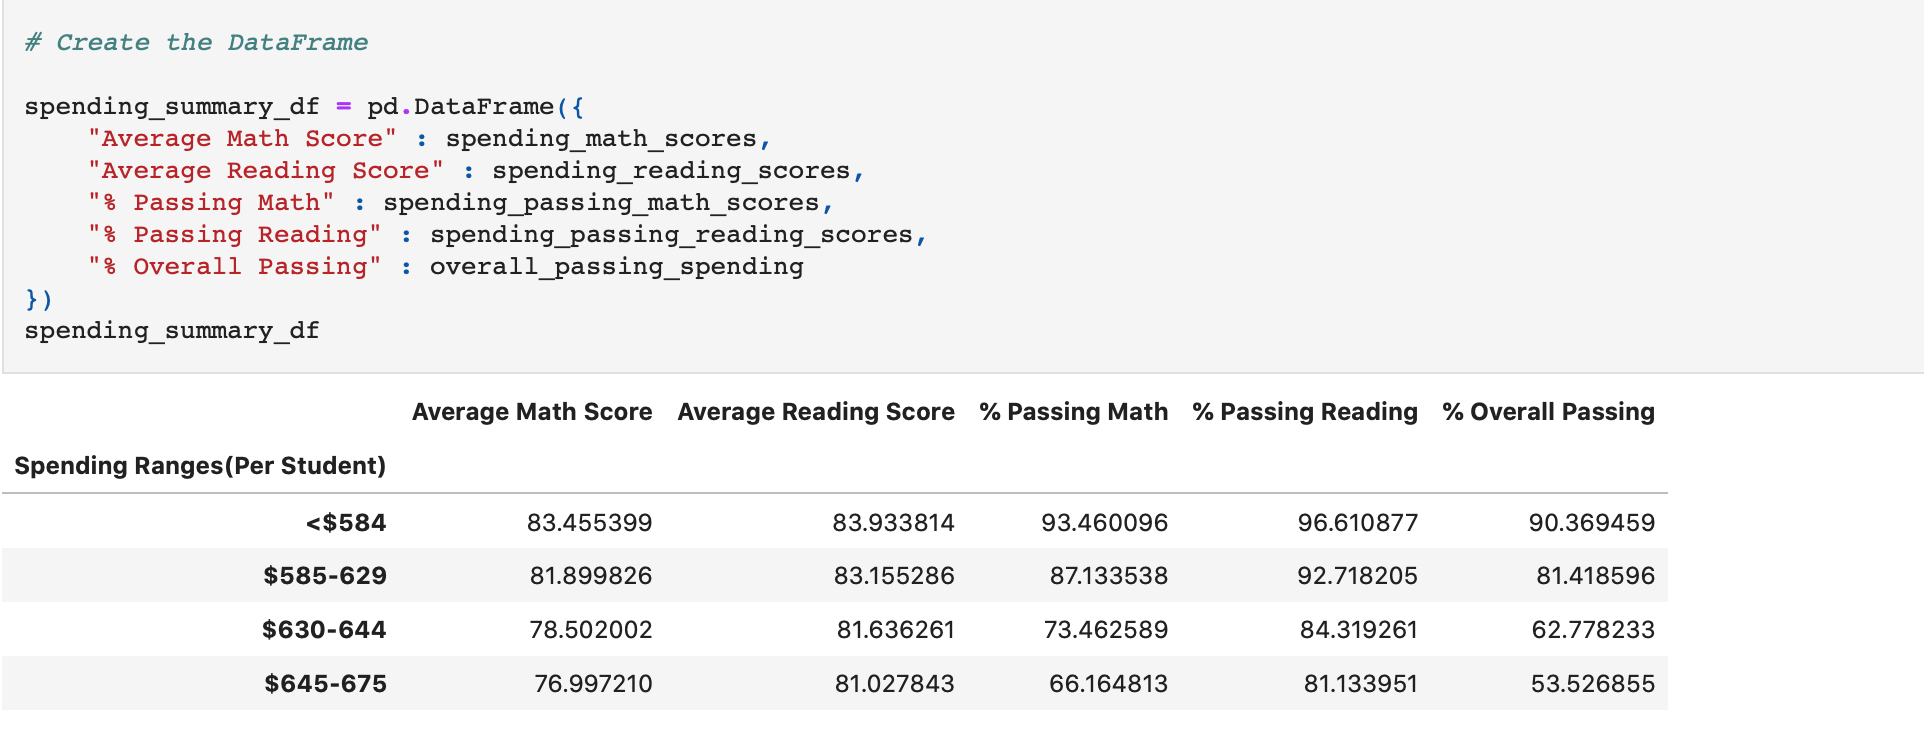 # Create the DataFrame
spending_summary_df = pd.DataFrame({
"Average Math Score" : spending_math_scores,
"Average Reading Score" : spending_reading_scores,
"% Passing Math" : spending_passing_math_scores,
"% Passing Reading" : spending_passing_reading_scores,
"% Overall Passing" : overall_passing_spending
})
spending_summary_df
Average Math Score Average Reading Score % Passing Math % Passing Reading % Overall Passing
Spending Ranges(Per Student)
<$584 83.455399 83.933814 93.460096 96.610877 90.369459
$585-629 81.899826 83.155286 87.133538 92.718205 81.418596
$630-644 78.502002 81.636261 73.462589 84.319261 62.778233
$645-675 76.997210 81.027843 66.164813 81.133951 53.526855